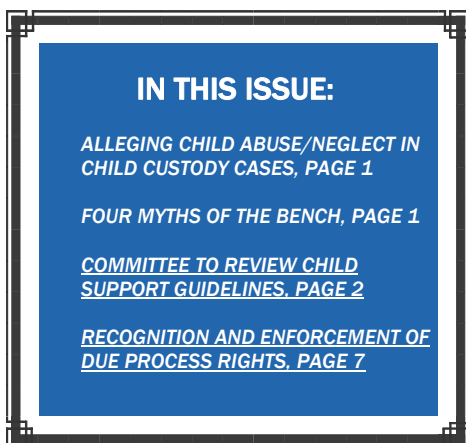 IN THIS ISSUE:
ALLEGING CHILD ABUSE/NEGLECT IN
CHILD CUSTODY CASES, PAGE 1
FOUR MYTHS OF THE BENCH, PAGE 1
COMMITTEE TO REVIEW CHILD
SUPPORT GUIDELINES, PAGE 2
RECOGNITION AND ENFORCEMENT OF
DUE PROCESS RIGHTS, PAGE 7